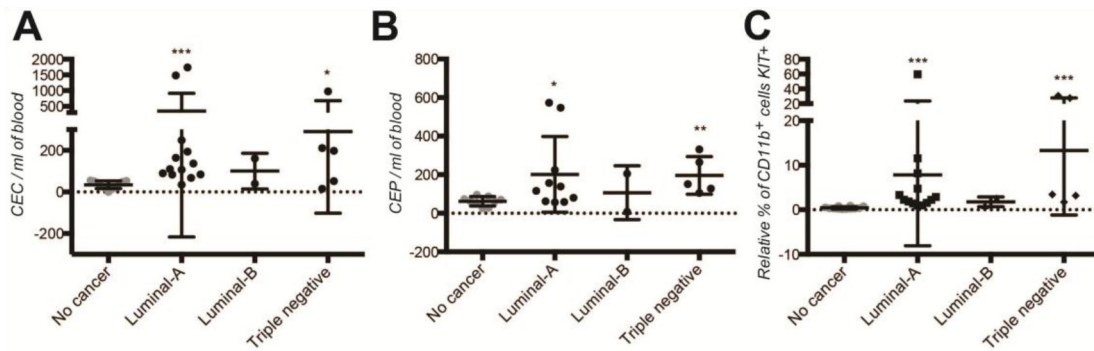 A
CEC / ml of blood
2000
1500
1000
500
200
0
-200
***
*
No cancer
Luminal-A
Luminal-B
Triple negative
B
CEP / ml of blood
800
600
400
200
0
200
*
**
No cancer
Luminal-A
Luminal-B
Triple negative
C
Relative % of CD11b+ cells KIT+
80
60
40
20
20
10
0
-10
***
***
No cancer
Luminal-A
Luminal-B
Triple negative